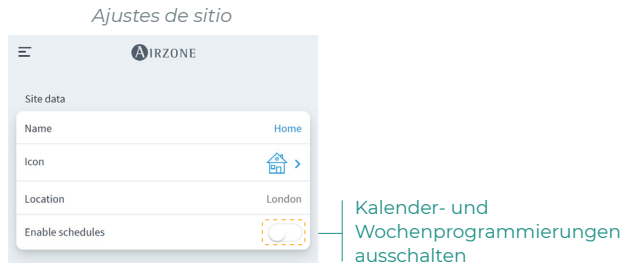 Ajustes de sitio
AIRZONE
Site data
Name Home
Icon
Location London
Enable schedules
Kalender- und
Wochenprogrammierungen
ausschalten